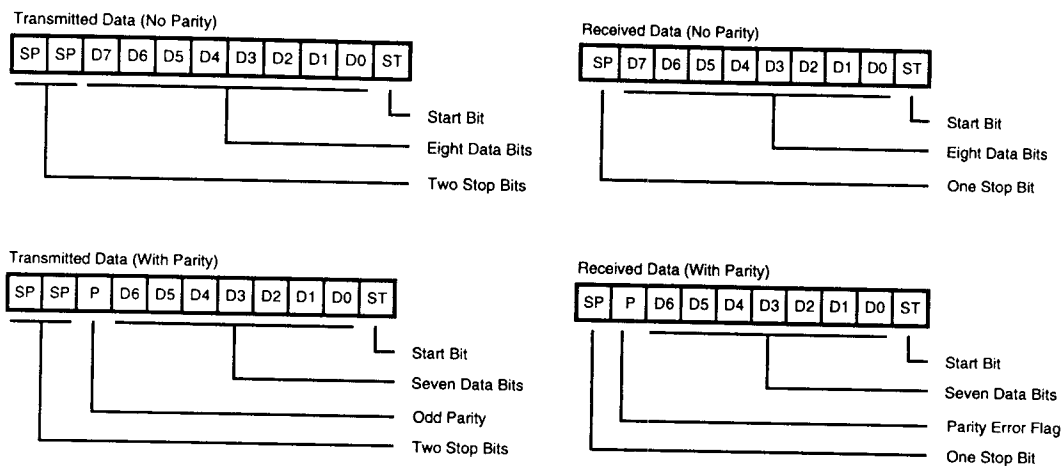 Transmitted Data (No Parity)
SP SP D7 D6 D5 D4 D3 D2 D1 D0 ST
Start Bit
Eight Data Bits
Two Stop Bits
Received Data (No Parity)
SP D7 D6 D5 D4 D3 D2 D1 D0 ST
Start Bit
Eight Data Bits
One Stop Bit
Transmitted Data (With Parity)
SP SP P D6 D5 D4 D3 D2 D1 D0 ST
Start Bit
Seven Data Bits
Odd Parity
Two Stop Bits
Received Data (With Parity)
SP P D6 D5 D4 D3 D2 D1 D0 ST
Start Bit
Seven Data Bits
Parity Error Flag
One Stop Bit